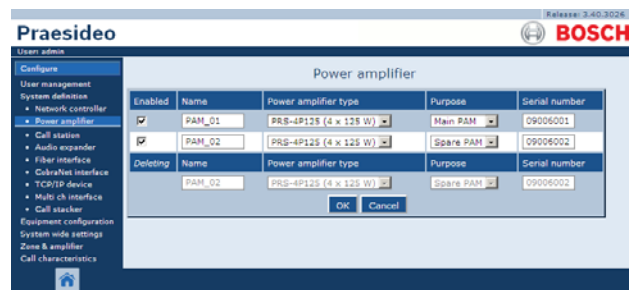 Release: 3.40.3026
Praesideo
BOSCH
User: admin
Configure
User management
System definition
Network controller
Power amplifier
Call station
Audio expander
Fiber interface
CobraNet interface
TCP/IP device
Multi ch interface
Call stacker
Equipment configuration
System wide settings
Zone & amplifier
Call characteristics
Power amplifier
Enabled Name Power amplifier type Purpose Serial number
PAM_01 PRS-4P125 (4 x 125 W) Main PAM 09001001
PAM_02 PRS-4P125 (4 x 125 W) Spare PAM 09006002
Deleting Name Power amplifier type Purpose Serial number
PAM_02 PRS-4P125 (4 x 125 W) Spare PAM 09006002
OK Cancel